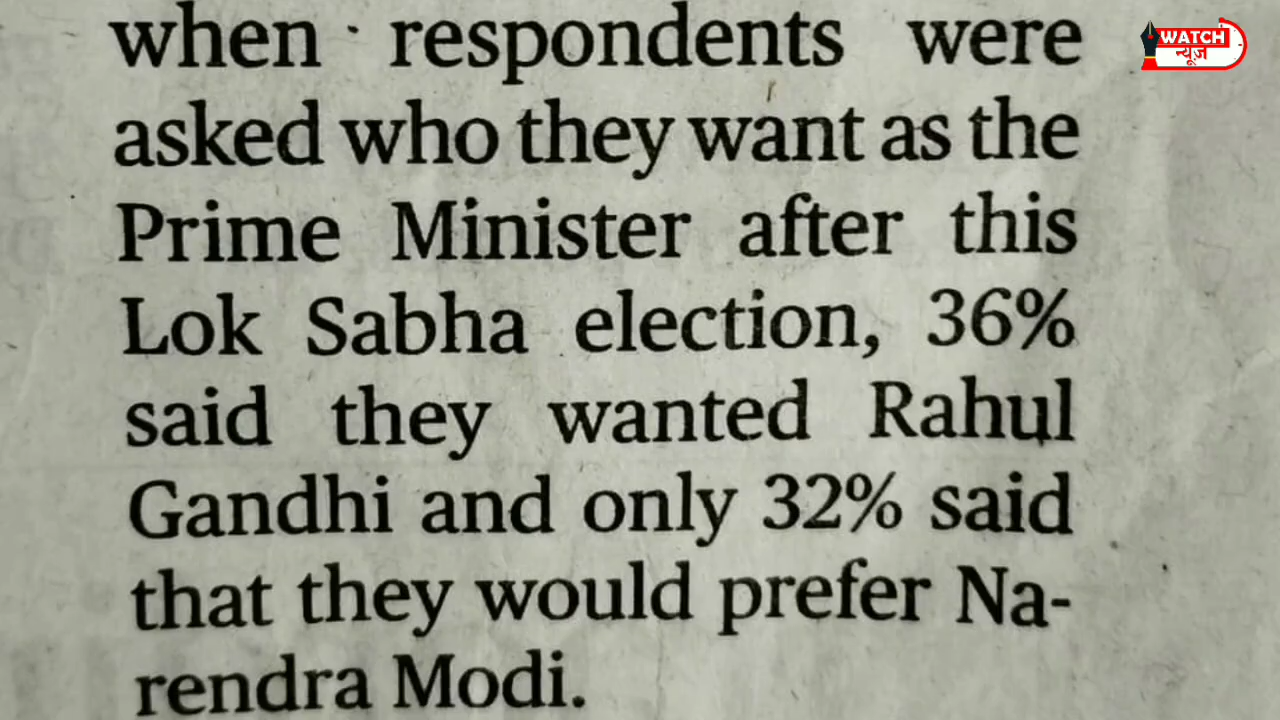 WATCH
न्यूज़
when respondents were
asked who they want as the
Prime Minister after this
Lok Sabha election, 36%
said they wanted Rahul
Gandhi and only 32% said
that they would prefer Na-
rendra Modi.